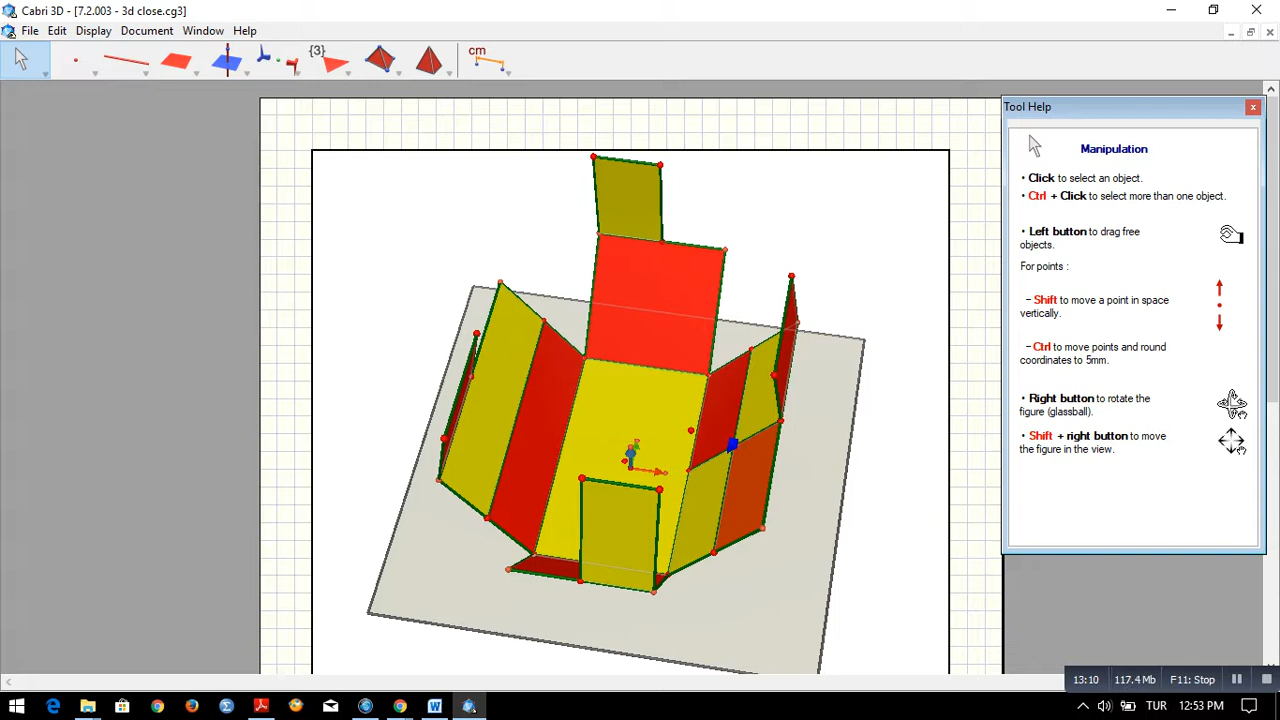 Cabri 3D - [7.2.003 - 3d close.cg3]
File Edit Display Document Window Help
{3}
cm
Tool Help
Manipulation
• Click to select an object.
• Ctrl + Click to select more than one object.
• Left button to drag free
objects.
For points :
− Shift to move a point in space
vertically.
− Ctrl to move points and round
coordinates to 5mm.
• Right button to rotate the
figure (glassball).
• Shift + right button to move
the figure in the view.
13:10 117.4 Mb F11: Stop
TUR 12:53 PM